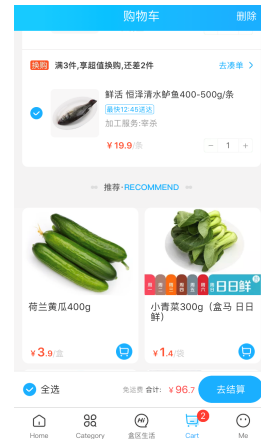 购物车 删除
换购 满3件,享超值换购,还差2件 去凑单 >
鲜活 恒泽清水鲈鱼400-500g/条
最快12:45送达
加工服务:宰杀
¥19.9/条 − 1 +
推荐·RECOMMEND
荷兰黄瓜400g
¥3.9/盒
日日鲜
小青菜300g（盒马 日日
鲜）
¥1.4/袋
全选 免运费 合计: ¥96.7 去结算
2
Home Category 盒区生活 Cart Me